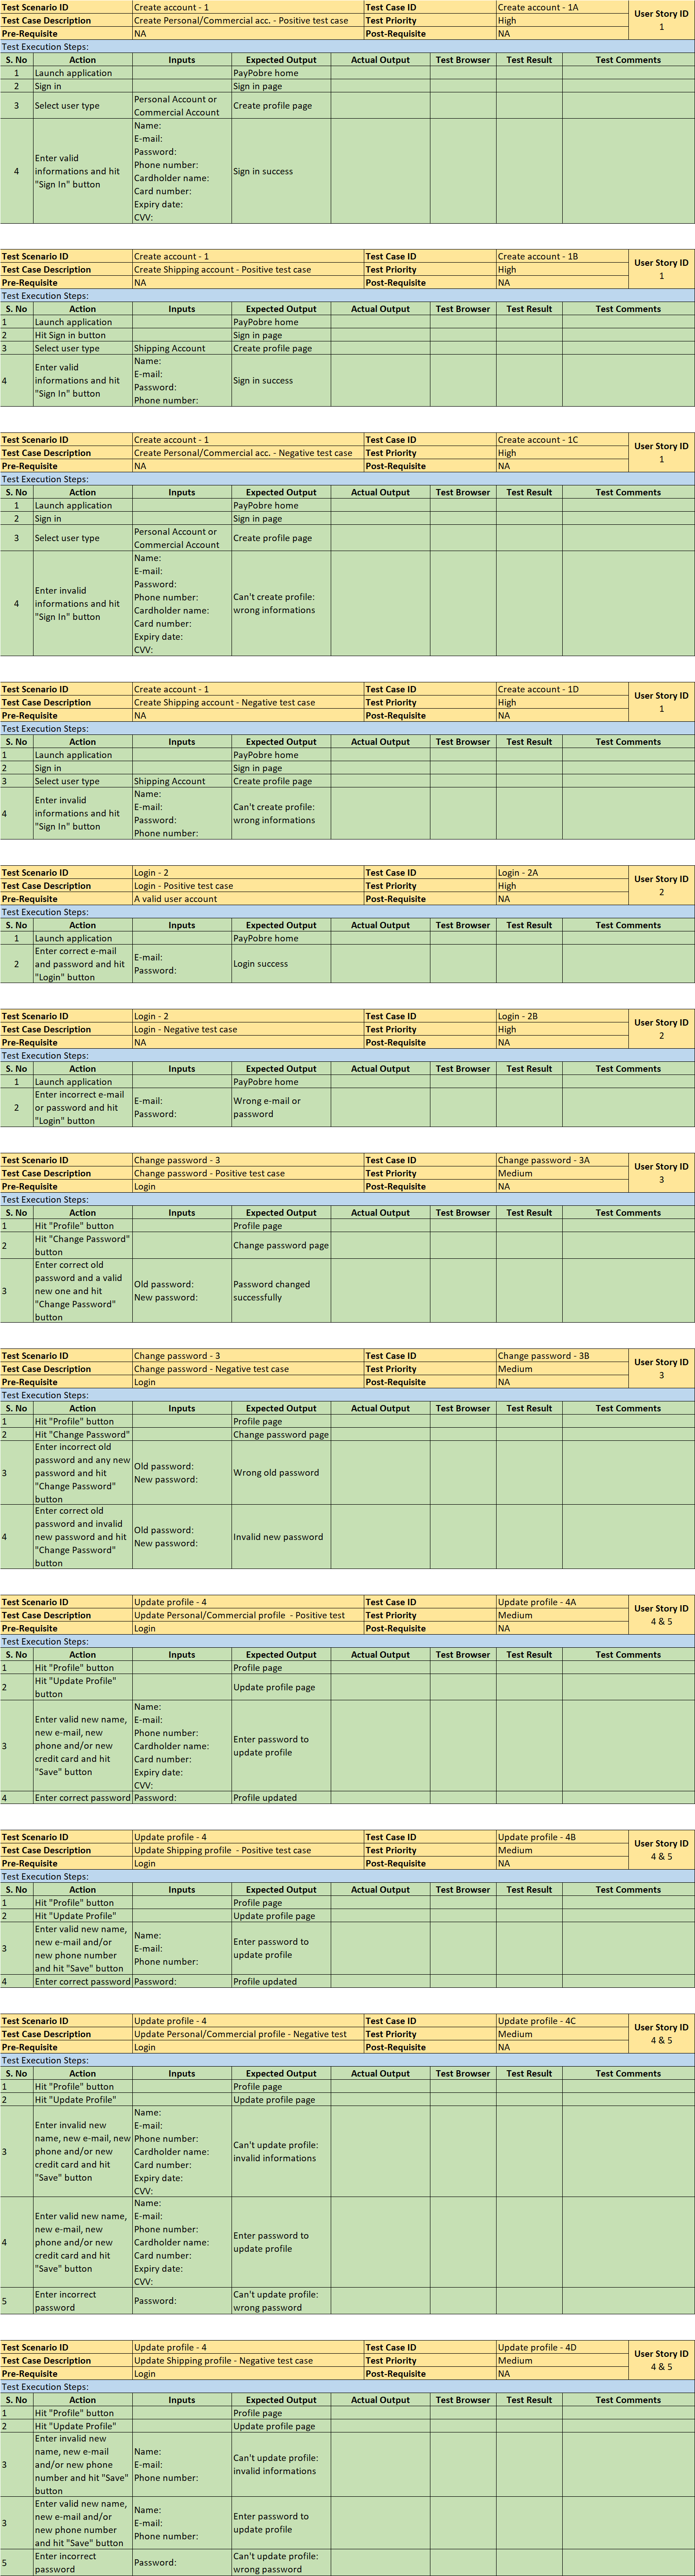 Test Scenario ID Create account - 1 Test Case ID Create account - 1A User Story ID
Test Case Description Create Personal/Commercial acc. - Positive test case Test Priority High 1
Pre-Requisite NA Post-Requisite NA
Test Execution Steps:
S. No Action Inputs Expected Output Actual Output Test Browser Test Result Test Comments
1 Launch application PayPobre home
2 Sign in Sign in page
3 Select user type Personal Account or
Commercial Account Create profile page
4 Enter valid
informations and hit
"Sign In" button
Name:
E-mail:
Password:
Phone number:
Cardholder name:
Card number:
Expiry date:
CVV:
Sign in success
Test Scenario ID Create account - 1 Test Case ID Create account - 1B User Story ID
Test Case Description Create Shipping account - Positive test case Test Priority High 1
Pre-Requisite NA Post-Requisite NA
Test Execution Steps:
S. No Action Inputs Expected Output Actual Output Test Browser Test Result Test Comments
1 Launch application PayPobre home
2 Hit Sign in button Sign in page
3 Select user type Shipping Account Create profile page
4 Enter valid
informations and hit
"Sign In" button
Name:
E-mail:
Password:
Phone number:
Sign in success
Test Scenario ID Create account - 1 Test Case ID Create account - 1C User Story ID
Test Case Description Create Personal/Commercial acc. - Negative test case Test Priority High 1
Pre-Requisite NA Post-Requisite NA
Test Execution Steps:
S. No Action Inputs Expected Output Actual Output Test Browser Test Result Test Comments
1 Launch application PayPobre home
2 Sign in Sign in page
3 Select user type Personal Account or
Commercial Account Create profile page
4 Enter invalid
informations and hit
"Sign In" button
Name:
E-mail:
Password:
Phone number:
Cardholder name:
Card number:
Expiry date:
CVV:
Can't create profile:
wrong informations
Test Scenario ID Create account - 1 Test Case ID Create account - 1D User Story ID
Test Case Description Create Shipping account - Negative test case Test Priority High 1
Pre-Requisite NA Post-Requisite NA
Test Execution Steps:
S. No Action Inputs Expected Output Actual Output Test Browser Test Result Test Comments
1 Launch application PayPobre home
2 Sign in Sign in page
3 Select user type Shipping Account Create profile page
4 Enter invalid
informations and hit
"Sign In" button
Name:
E-mail:
Password:
Phone number:
Can't create profile:
wrong informations
Test Scenario ID Login - 2 Test Case ID Login - 2A User Story ID
Test Case Description Login - Positive test case Test Priority High 2
Pre-Requisite A valid user account Post-Requisite NA
Test Execution Steps:
S. No Action Inputs Expected Output Actual Output Test Browser Test Result Test Comments
1 Launch application PayPobre home
2 Enter correct e-mail
and password and hit
"Login" button
E-mail:
Password:
Login success
Test Scenario ID Login - 2 Test Case ID Login - 2B User Story ID
Test Case Description Login - Negative test case Test Priority High 2
Pre-Requisite NA Post-Requisite NA
Test Execution Steps:
S. No Action Inputs Expected Output Actual Output Test Browser Test Result Test Comments
1 Launch application PayPobre home
2 Enter incorrect e-mail
or password and hit
"Login" button
E-mail:
Password:
Wrong e-mail or
password
Test Scenario ID Change password - 3 Test Case ID Change password - 3A User Story ID
Test Case Description Change password - Positive test case Test Priority Medium 3
Pre-Requisite Login Post-Requisite NA
Test Execution Steps:
S. No Action Inputs Expected Output Actual Output Test Browser Test Result Test Comments
1 Hit "Profile" button Profile page
2 Hit "Change Password"
button Change password page
3 Enter correct old
password and a valid
new one and hit
"Change Password"
button
Old password:
New password:
Password changed
successfully
Test Scenario ID Change password - 3 Test Case ID Change password - 3B User Story ID
Test Case Description Change password - Negative test case Test Priority Medium 3
Pre-Requisite Login Post-Requisite NA
Test Execution Steps:
S. No Action Inputs Expected Output Actual Output Test Browser Test Result Test Comments
1 Hit "Profile" button Profile page
2 Hit "Change Password" Change password page
3 Enter incorrect old
password and any new
password and hit
"Change Password"
button
Old password:
New password:
Wrong old password
4 Enter correct old
password and invalid
new password and hit
"Change Password"
button
Old password:
New password:
Invalid new password
Test Scenario ID Update profile - 4 Test Case ID Update profile - 4A User Story ID
Test Case Description Update Personal/Commercial profile - Positive test Test Priority Medium 4 & 5
Pre-Requisite Login Post-Requisite NA
Test Execution Steps:
S. No Action Inputs Expected Output Actual Output Test Browser Test Result Test Comments
1 Hit "Profile" button Profile page
2 Hit "Update Profile"
button Update profile page
3 Enter valid new name,
new e-mail, new
phone and/or new
credit card and hit
"Save" button
Name:
E-mail:
Phone number:
Cardholder name:
Card number:
Expiry date:
CVV:
Enter password to
update profile
4 Enter correct password Password: Profile updated
Test Scenario ID Update profile - 4 Test Case ID Update profile - 4B User Story ID
Test Case Description Update Shipping profile - Positive test case Test Priority Medium 4 & 5
Pre-Requisite Login Post-Requisite NA
Test Execution Steps:
S. No Action Inputs Expected Output Actual Output Test Browser Test Result Test Comments
1 Hit "Profile" button Profile page
2 Hit "Update Profile" Update profile page
3 Enter valid new name,
new e-mail and/or
new phone number
and hit "Save" button
Name:
E-mail:
Phone number:
Enter password to
update profile
4 Enter correct password Password: Profile updated
Test Scenario ID Update profile - 4 Test Case ID Update profile - 4C User Story ID
Test Case Description Update Personal/Commercial profile - Negative test Test Priority Medium 4 & 5
Pre-Requisite Login Post-Requisite NA
Test Execution Steps:
S. No Action Inputs Expected Output Actual Output Test Browser Test Result Test Comments
1 Hit "Profile" button Profile page
2 Hit "Update Profile" Update profile page
3 Enter invalid new
name, new e-mail, new
phone and/or new
credit card and hit
"Save" button
Name:
E-mail:
Phone number:
Cardholder name:
Card number:
Expiry date:
CVV:
Can't update profile:
invalid informations
4 Enter valid new name,
new e-mail, new
phone and/or new
credit card and hit
"Save" button
Name:
E-mail:
Phone number:
Cardholder name:
Card number:
Expiry date:
CVV:
Enter password to
update profile
5 Enter incorrect
password
Password:
Can't update profile:
wrong password
Test Scenario ID Update profile - 4 Test Case ID Update profile - 4D User Story ID
Test Case Description Update Shipping profile - Negative test case Test Priority Medium 4 & 5
Pre-Requisite Login Post-Requisite NA
Test Execution Steps:
S. No Action Inputs Expected Output Actual Output Test Browser Test Result Test Comments
1 Hit "Profile" button Profile page
2 Hit "Update Profile" Update profile page
3 Enter invalid new
name, new e-mail
and/or new phone
number and hit "Save"
button
Name:
E-mail:
Phone number:
Can't update profile:
invalid informations
3 Enter valid new name,
new e-mail and/or
new phone number
and hit "Save" button
Name:
E-mail:
Phone number:
Enter password to
update profile
5 Enter incorrect
password
Password:
Can't update profile:
wrong password